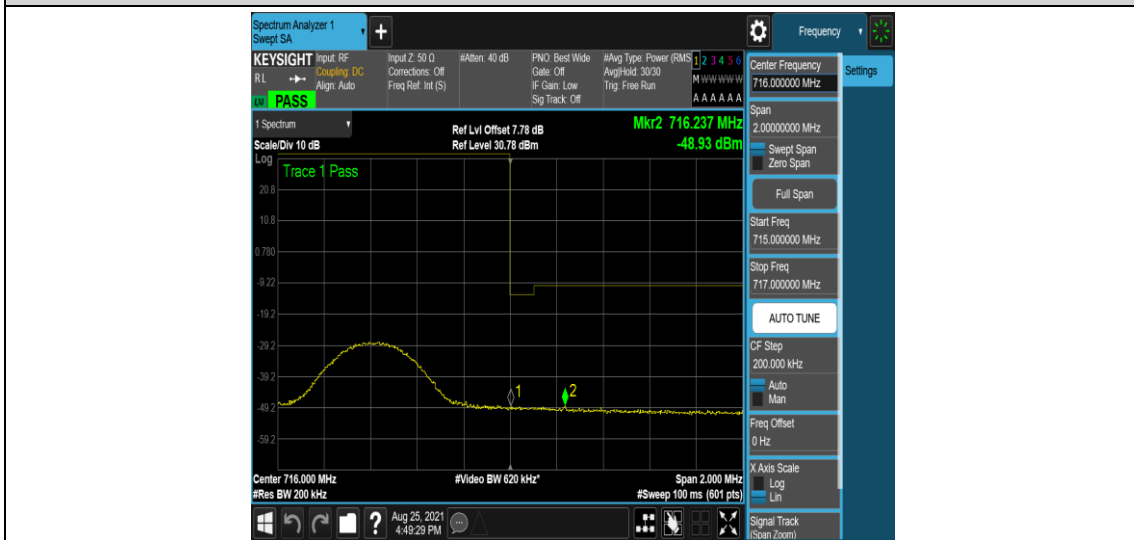 Spectrum Analyzer 1
Swept SA
+
Frequency
KEYSIGHT
RL
PASS
Input: RF
Coupling: DC
Align: Auto
Input Z: 50 Ω
Corrections: Off
Freq Ref: Int (S)
#Atten: 40 dB
PNO: Best Wide
Gate: Off
IF Gain: Low
Sig Track: Off
#Avg Type: Power (RMS
Avg|Hold: 30/30
Trig: Free Run
1 2 3 4 5 6
M W W W W W
A A A A A A
1 Spectrum
Scale/Div 10 dB
Ref Lvl Offset 7.78 dB
Ref Level 30.78 dBm
Mkr2 716.237 MHz
-48.93 dBm
Log
Trace 1 Pass
20.8
10.8
0.780
-9.22
-19.2
-29.2
-39.2
-49.2
-59.2
1
2
Center 716.000 MHz
#Res BW 200 kHz
#Video BW 620 kHz*
Span 2.000 MHz
#Sweep 100 ms (601 pts)
Center Frequency
716.000000 MHz
Settings
Span
2.00000000 MHz
Swept Span
Zero Span
Full Span
Start Freq
715.000000 MHz
Stop Freq
717.000000 MHz
AUTO TUNE
CF Step
200.000 kHz
Auto
Man
Freq Offset
0 Hz
X Axis Scale
Log
Lin
Signal Track
(Span Zoom)
?
Aug 25, 2021
4:49:29 PM